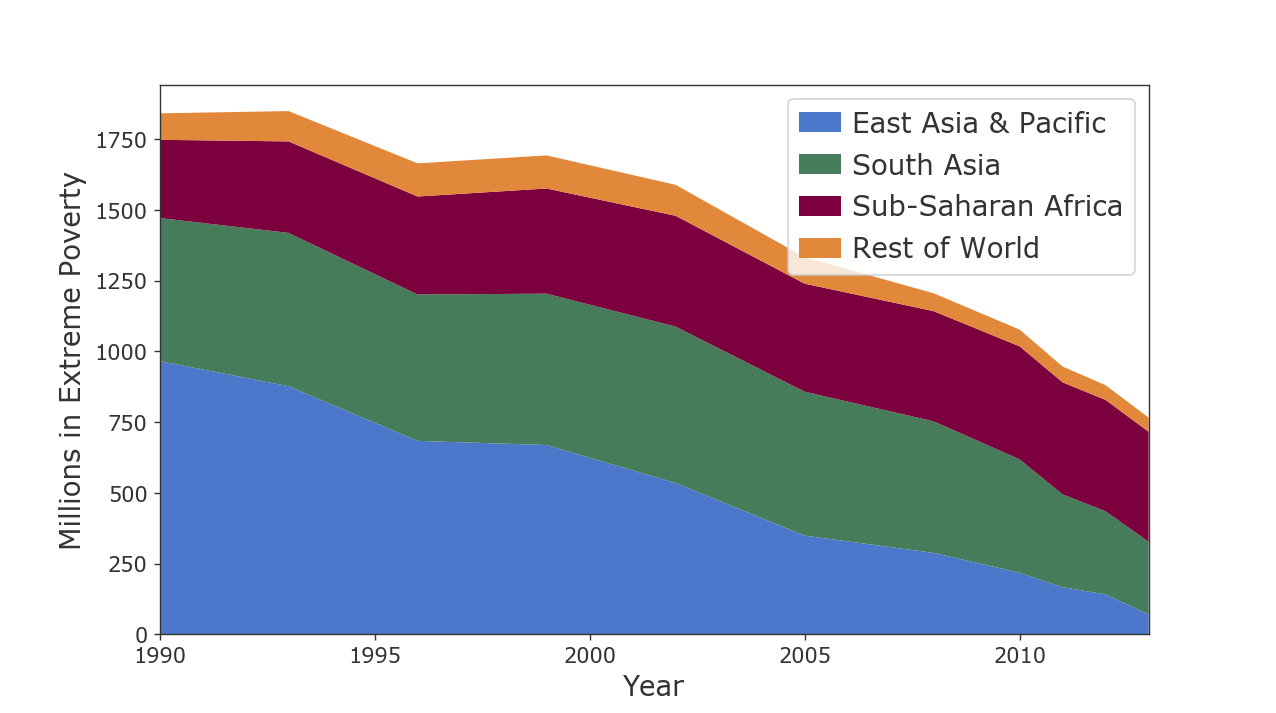 East Asia & Pacific
South Asia
Sub-Saharan Africa
Rest of World
Millions in Extreme Poverty
1750
1500
1250
1000
750
500
250
0
1990 1995 2000 2005 2010
Year